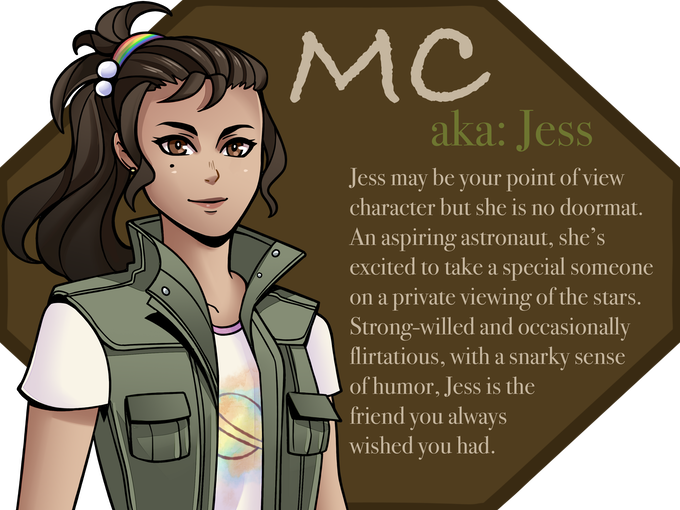 MC
aka: Jess
Jess may be your point of view
character but she is no doormat.
An aspiring astronaut, she's
excited to take a special someone
on a private viewing of the stars.
Strong-willed and occasionally
flirtatious, with a snarky sense
of humor, Jess is the
friend you always
wished you had.